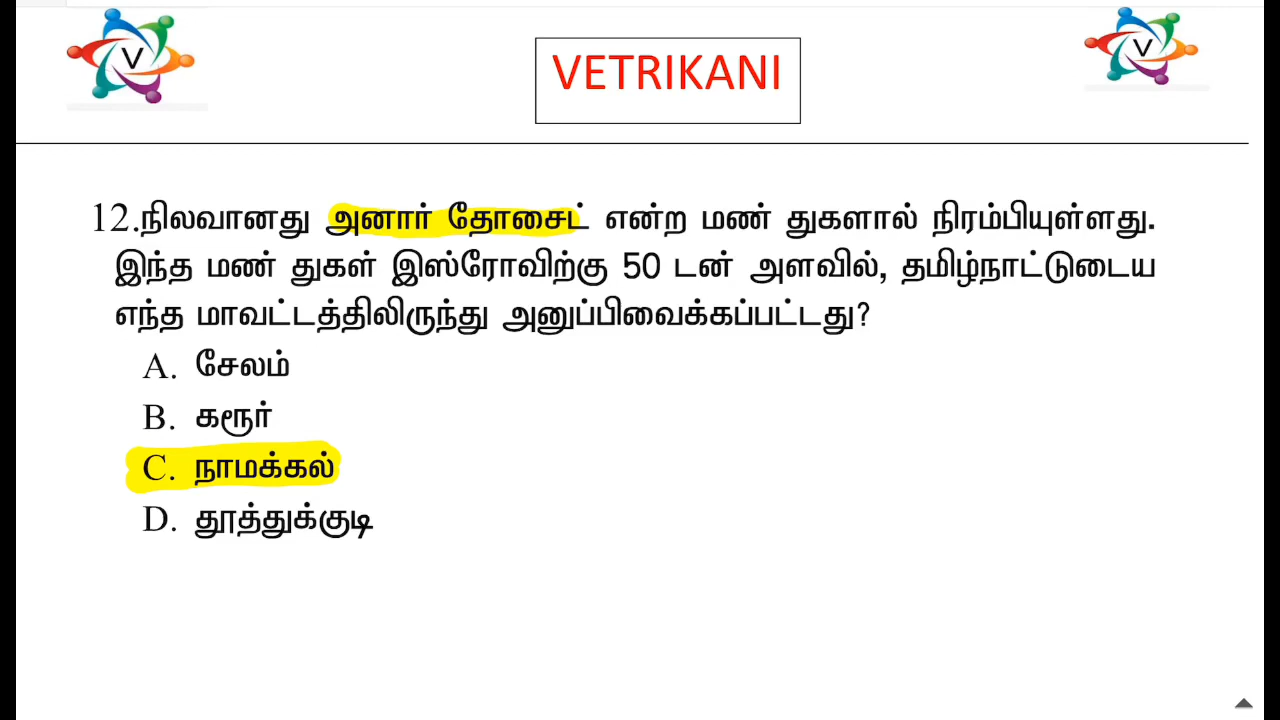 V
VETRIKANI
V
12.நிலவானது அனார் தோசைட் என்ற மண் துகளால் நிரம்பியுள்ளது.
இந்த மண் துகள் இஸ்ரோவிற்கு 50 டன் அளவில், தமிழ்நாட்டுடைய
எந்த மாவட்டத்திலிருந்து அனுப்பிவைக்கப்பட்டது?
A. சேலம்
B. கரூர்
C. நாமக்கல்
D. தூத்துக்குடி